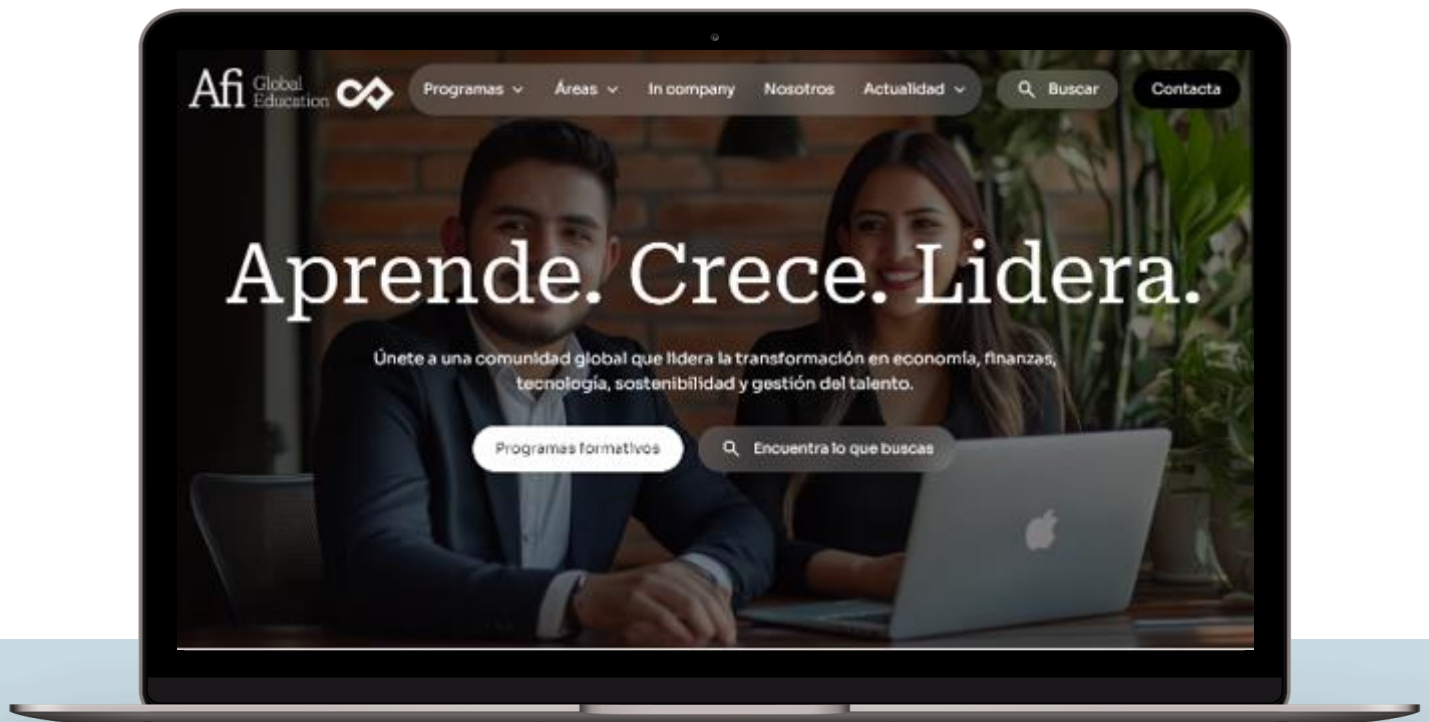 Afi Global Education
Programas Áreas In company Nosotros Actualidad Buscar Contacta
Aprende. Crece. Lidera.
Únete a una comunidad global que lidera la transformación en economía, finanzas,
tecnología, sostenibilidad y gestión del talento.
Programas formativos Encuentra lo que buscas